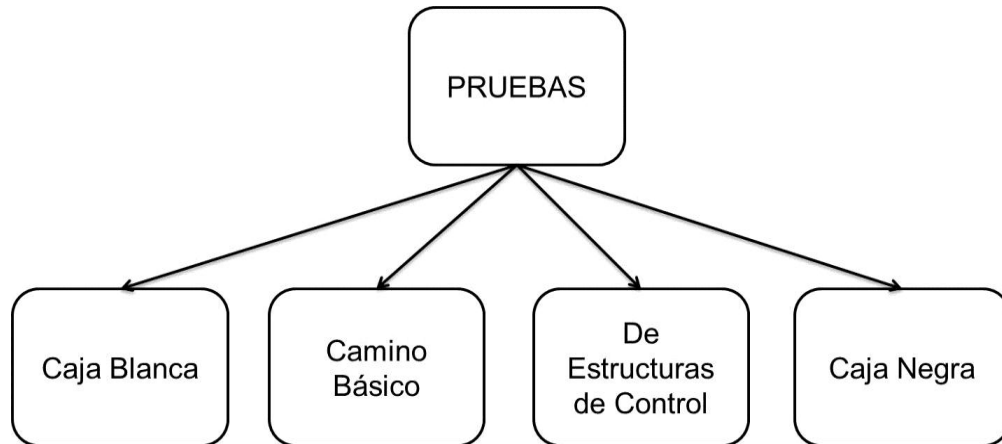 PRUEBAS
Caja Blanca
Camino
Básico
De
Estructuras
de Control
Caja Negra